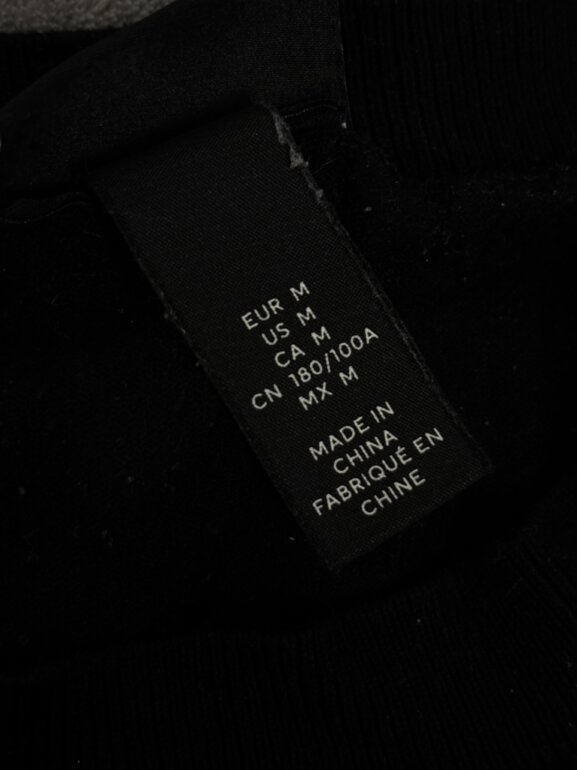 EUR M
US M
CA M
CN 180/100A
MX M
MADE IN
CHINA
FABRIQUÉ EN
CHINE